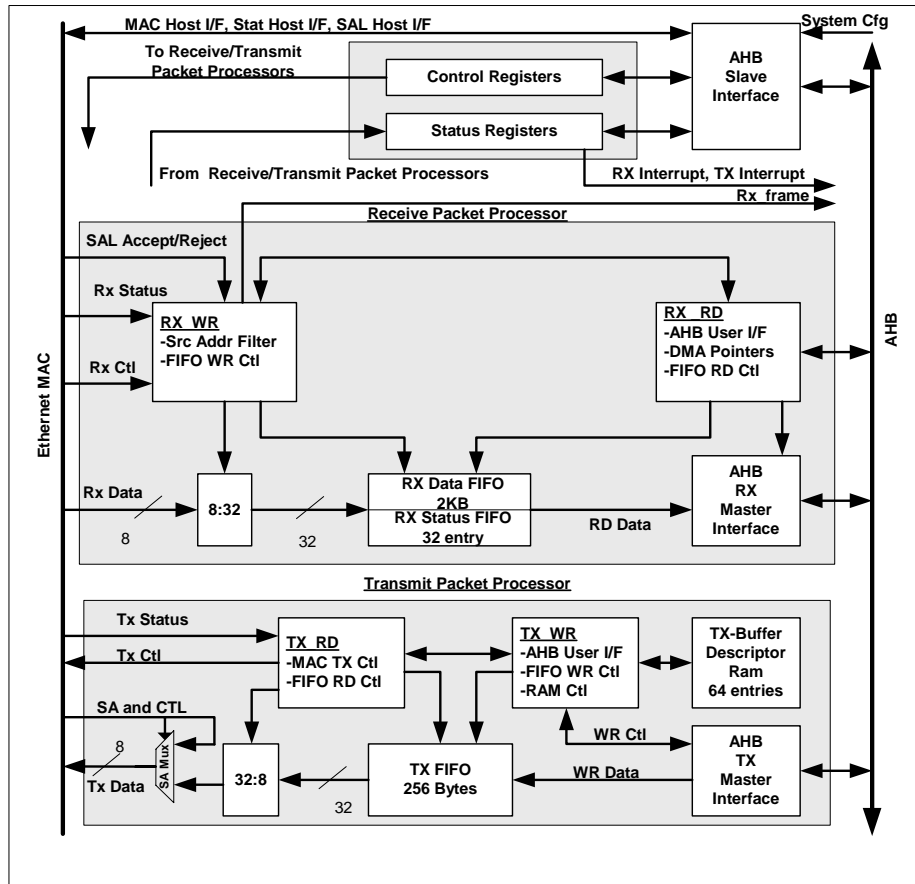 MAC Host I/F, Stat Host I/F, SAL Host I/F
System Cfg
To Receive/Transmit
Packet Processors
Control Registers
Status Registers
AHB
Slave
Interface
From Receive/Transmit Packet Processors
RX Interrupt, TX Interrupt
Rx_frame
Receive Packet Processor
SAL Accept/Reject
Rx Status
Rx Ctl
RX_WR
-Src Addr Filter
-FIFO WR Ctl
RX_RD
-AHB User I/F
-DMA Pointers
-FIFO RD Ctl
Ethernet MAC
AHB
Rx Data
8
8:32
32
RX Data FIFO
2KB
RX Status FIFO
32 entry
RD Data
AHB
RX
Master
Interface
Transmit Packet Processor
Tx Status
Tx Ctl
TX_RD
-MAC TX Ctl
-FIFO RD Ctl
TX_WR
-AHB User I/F
-FIFO WR Ctl
-RAM Ctl
TX-Buffer
Descriptor
Ram
64 entries
SA and CTL
8
Tx Data
SA Mux
32:8
32
TX FIFO
256 Bytes
WR Ctl
WR Data
AHB
TX
Master
Interface